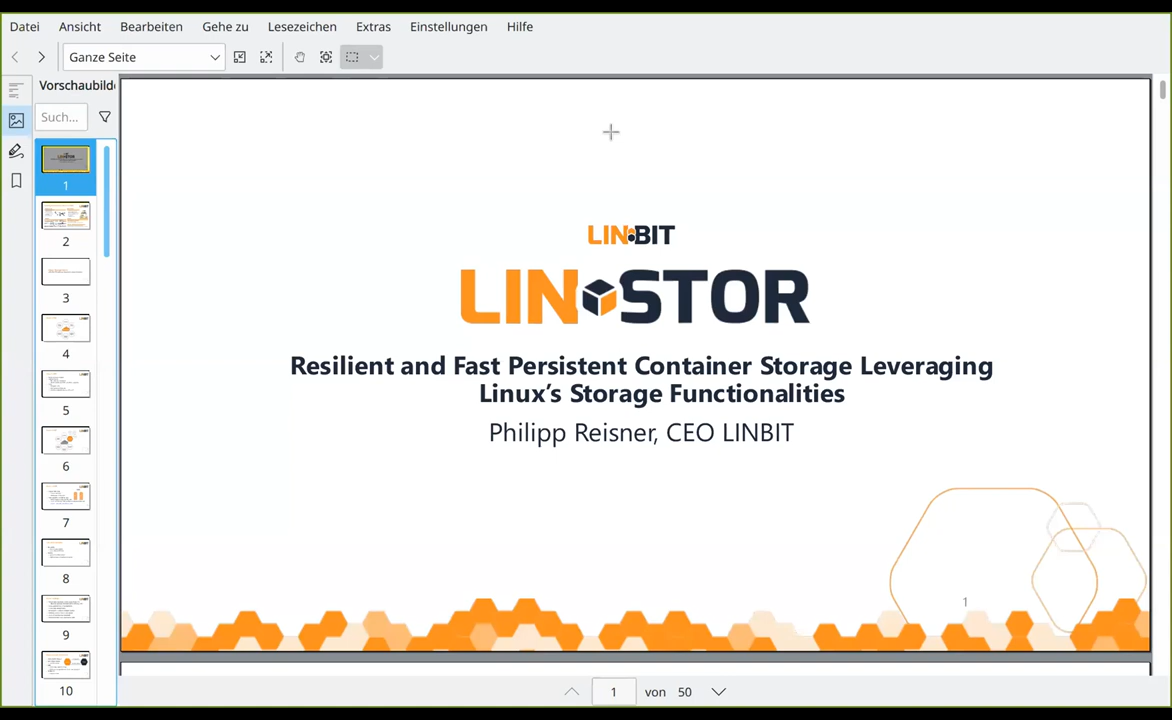 Datei Ansicht Bearbeiten Gehe zu Lesezeichen Extras Einstellungen Hilfe
Ganze Seite
Vorschaubild
Such...
1
2
3
4
5
6
7
8
9
10
LINBIT
LINSTOR
Resilient and Fast Persistent Container Storage Leveraging
Linux’s Storage Functionalities
Philipp Reisner, CEO LINBIT
1
1 von 50